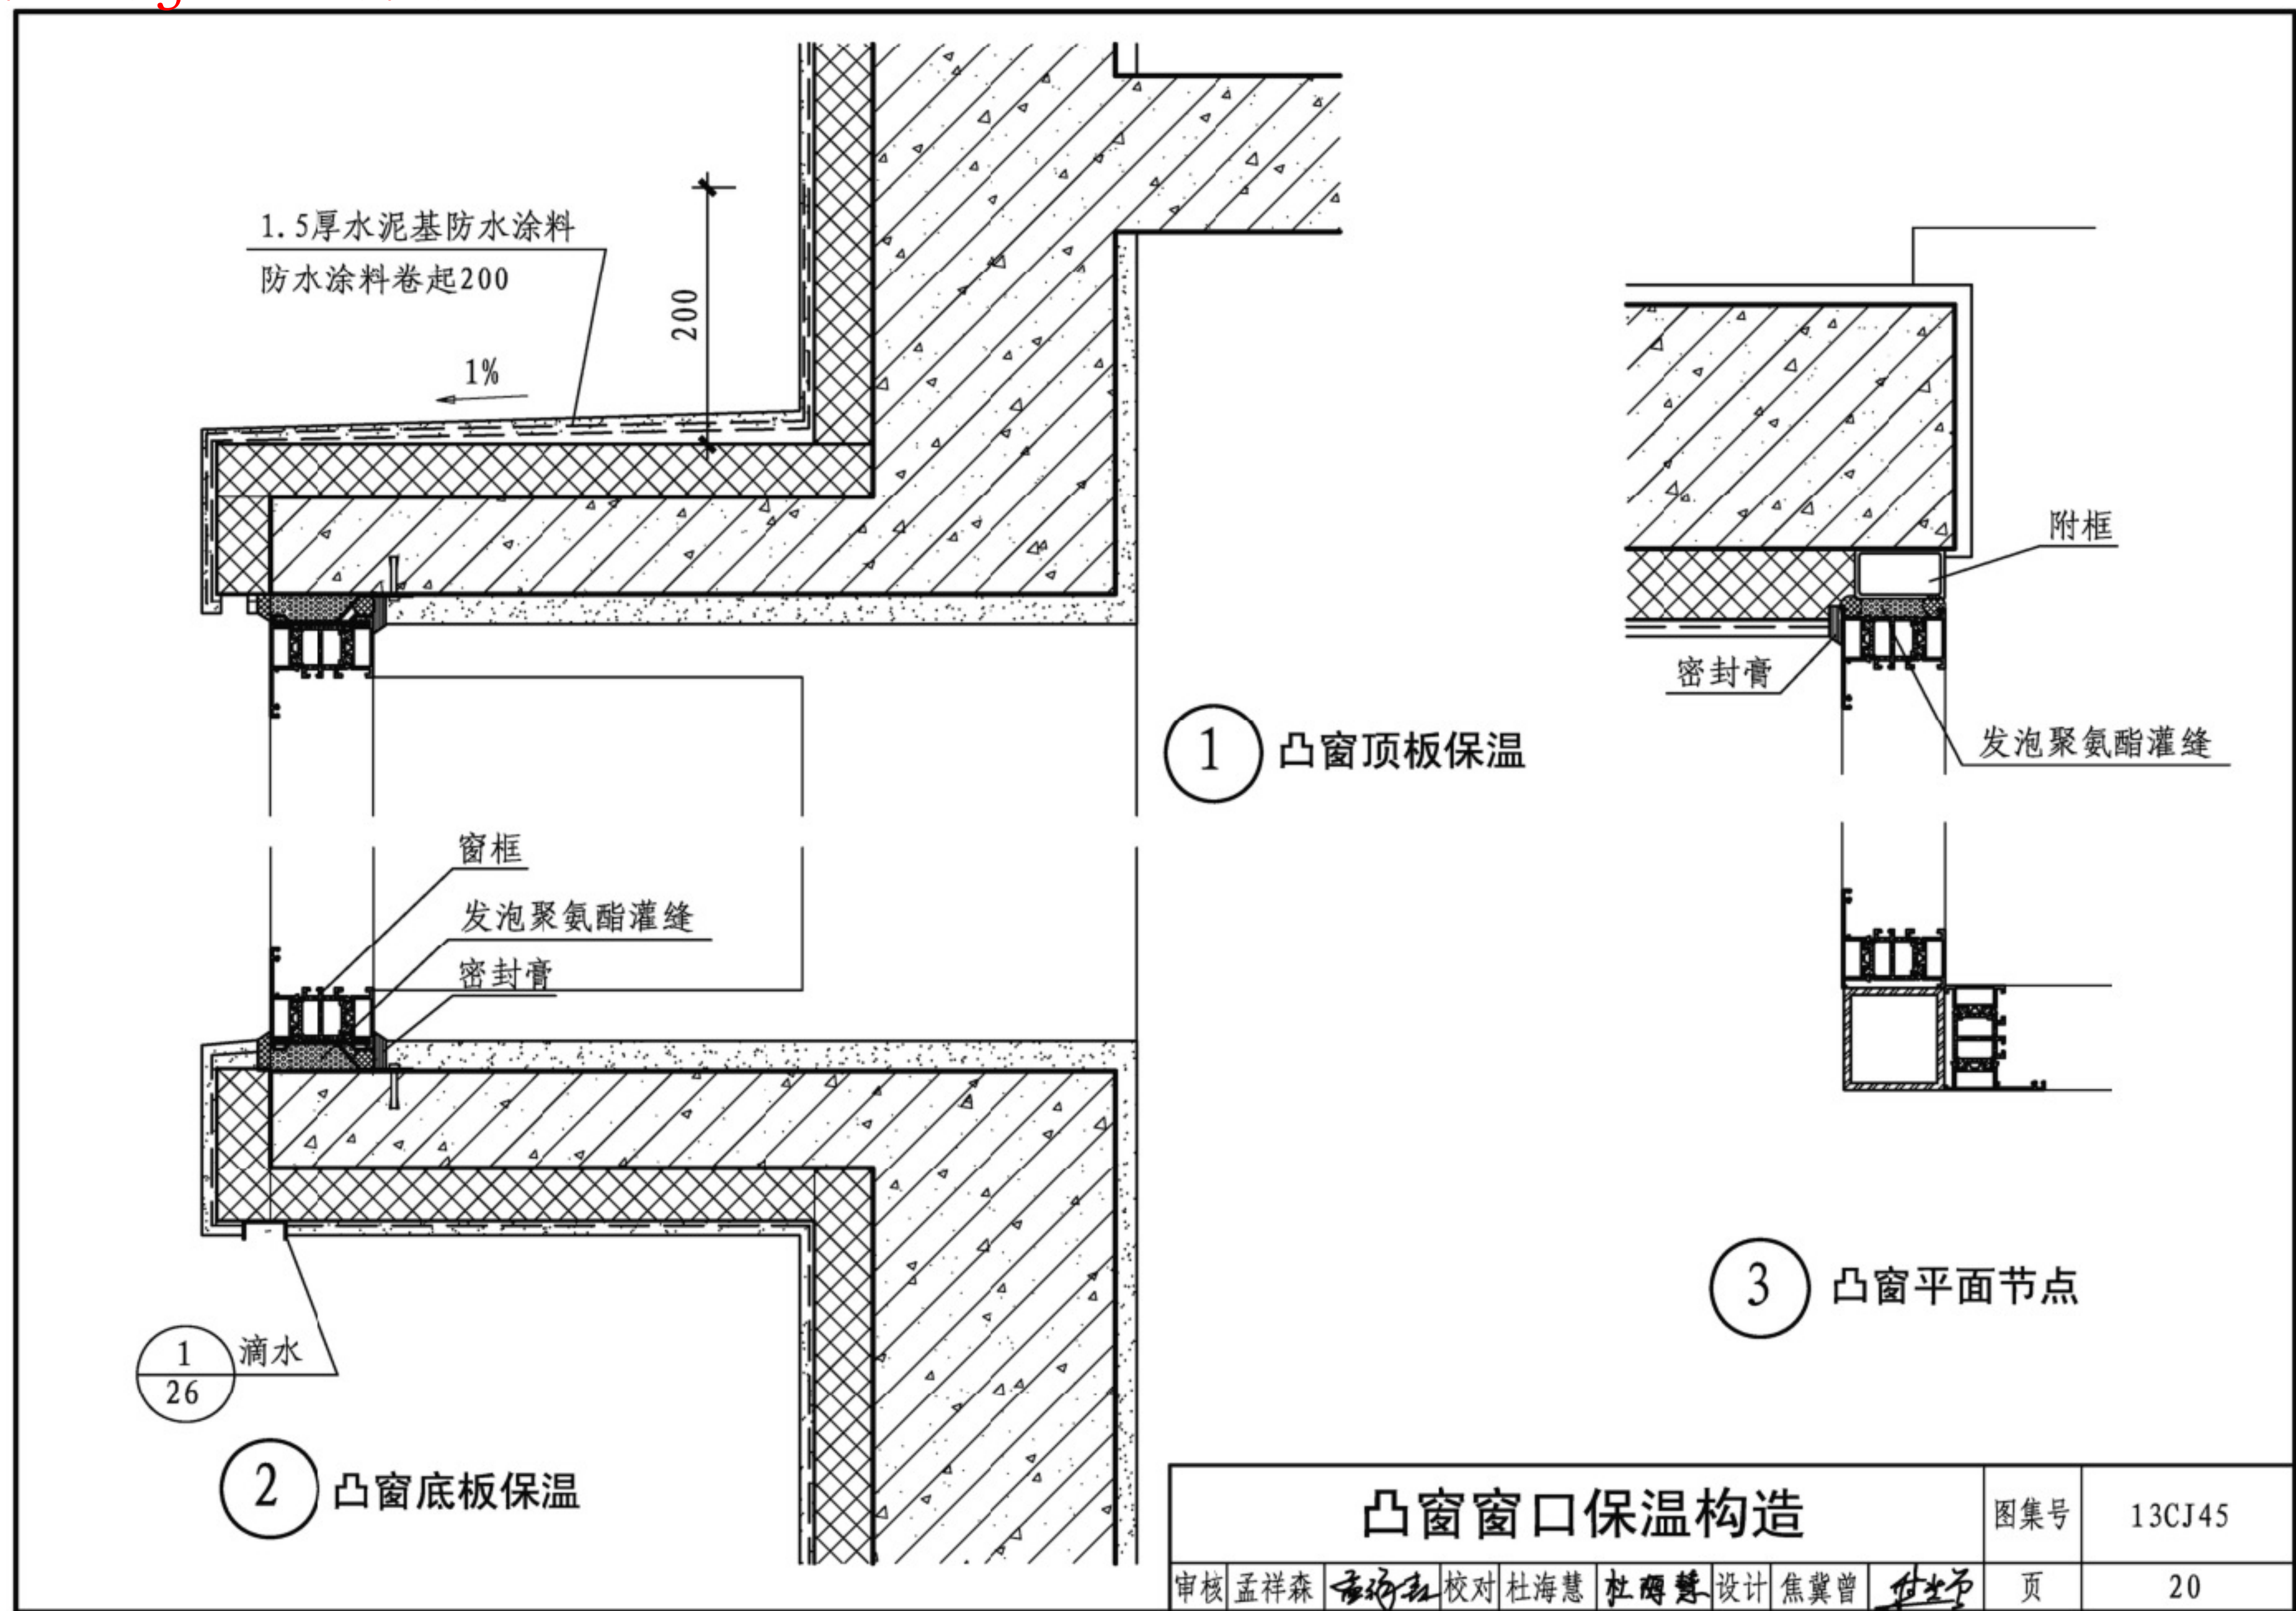 1.5厚水泥基防水涂料
防水涂料卷起200
200
1%
附框
密封膏
发泡聚氨酯灌缝
1 凸窗顶板保温
窗框
发泡聚氨酯灌缝
密封膏
1
26
滴水
2 凸窗底板保温
3 凸窗平面节点
凸窗窗口保温构造
图集号 13CJ45
审核 孟祥森 校对 杜海慧 杜海慧 设计 焦冀曾 页 20